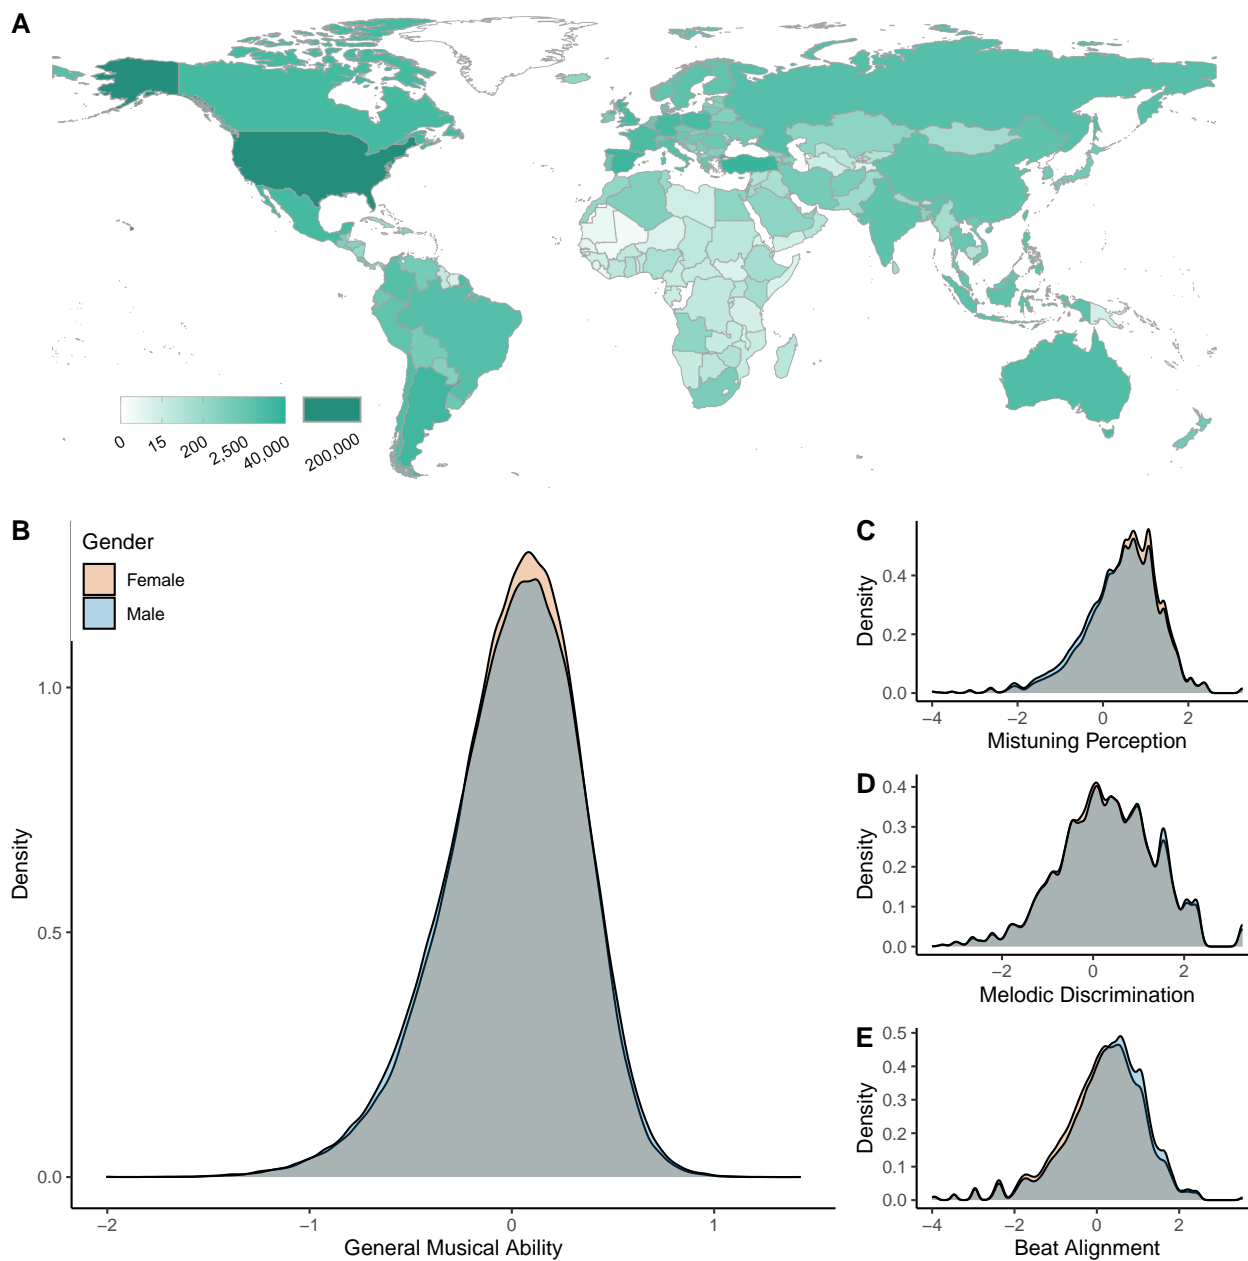 A
0 15 200 2,500 40,000 200,000
B
Gender
Female
Male
1.0
0.5
0.0
Density
−2 −1 0 1
General Musical Ability
C
0.4
0.2
0.0
Density
−4 −2 0 2
Mistuning Perception
D
0.4
0.3
0.2
0.1
0.0
Density
−2 0 2
Melodic Discrimination
E
0.5
0.4
0.3
0.2
0.1
0.0
Density
−4 −2 0 2
Beat Alignment